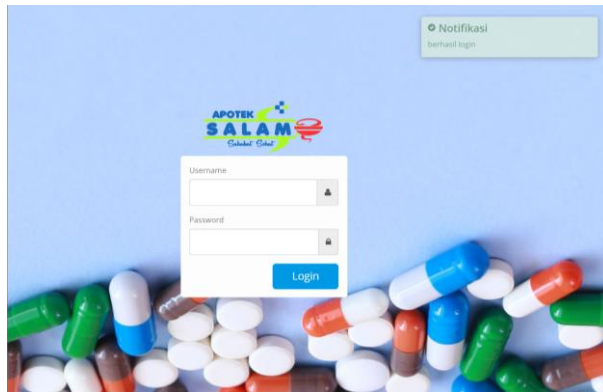 Notifikasi
berhasil login
APOTEK
SALAM
Sahabat Sehat
Username
Password
Login